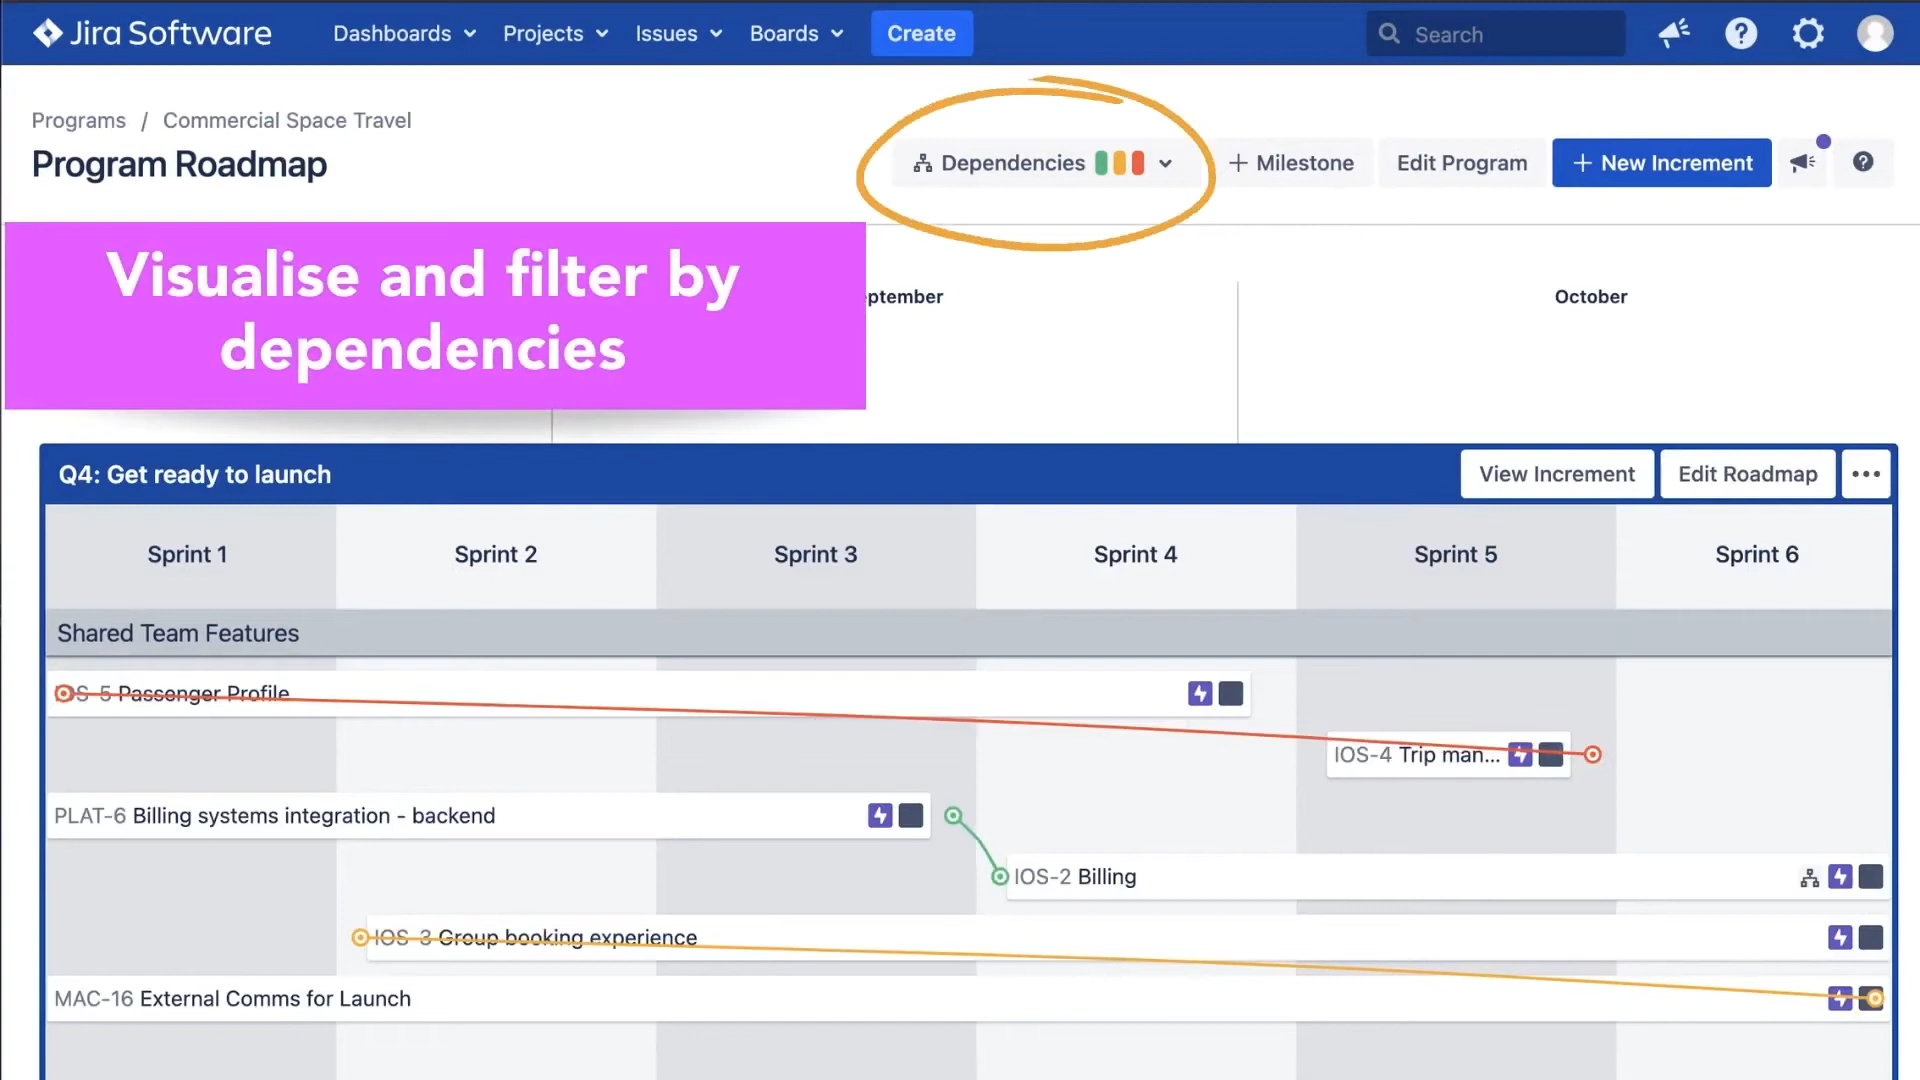 Jira Software
Dashboards
Projects
Issues
Boards
Create
Search
Programs / Commercial Space Travel
Program Roadmap
Dependencies
+ Milestone
Edit Program
+ New Increment
Visualise and filter by
dependencies
ptember
October
Q4: Get ready to launch
View Increment
Edit Roadmap
Sprint 1
Sprint 2
Sprint 3
Sprint 4
Sprint 5
Sprint 6
Shared Team Features
IOS-5 Passenger Profile
IOS-4 Trip man...
PLAT-6 Billing systems integration - backend
IOS-2 Billing
IOS-3 Group booking experience
MAC-16 External Comms for Launch